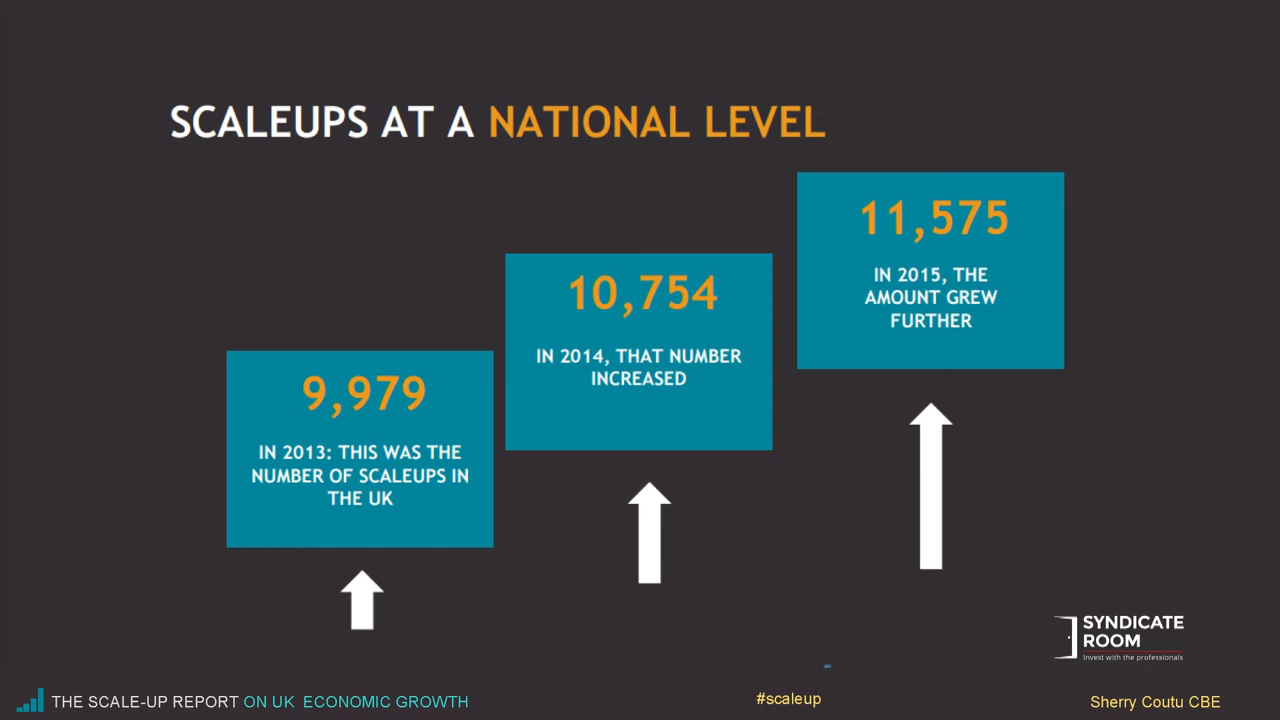 SCALEUPS AT A NATIONAL LEVEL
9,979
IN 2013: THIS WAS THE
NUMBER OF SCALEUPS IN
THE UK
10,754
IN 2014, THAT NUMBER
INCREASED
11,575
IN 2015, THE
AMOUNT GREW
FURTHER
SYNDICATE
ROOM
Invest with the professionals
THE SCALE-UP REPORT ON UK ECONOMIC GROWTH
#scaleup
Sherry Coutu CBE